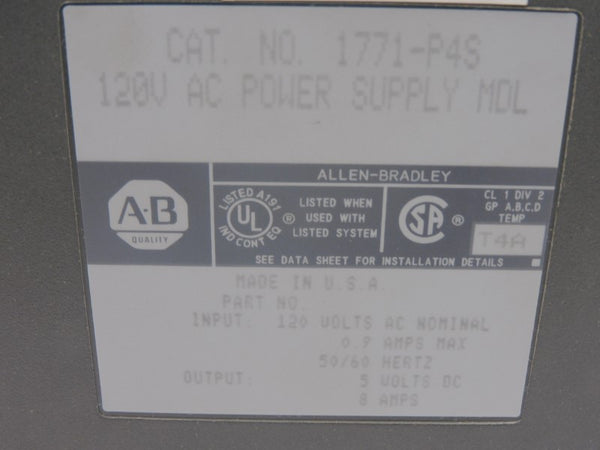 CAT. NO. 1771-P4S
120V AC POWER SUPPLY MDL
ALLEN-BRADLEY
A-B
QUALITY
LISTED A191
UL ®
IND CONT EQ
LISTED WHEN
USED WITH
LISTED SYSTEM
SA ®
CL 1 DIV 2
GP A,B,C,D
TEMP
T4A
SEE DATA SHEET FOR INSTALLATION DETAILS
MADE IN U.S.A.
PART NO.
INPUT: 120 VOLTS AC NOMINAL
0.9 AMPS MAX
50/60 HERTZ
OUTPUT: 5 VOLTS DC
8 AMPS